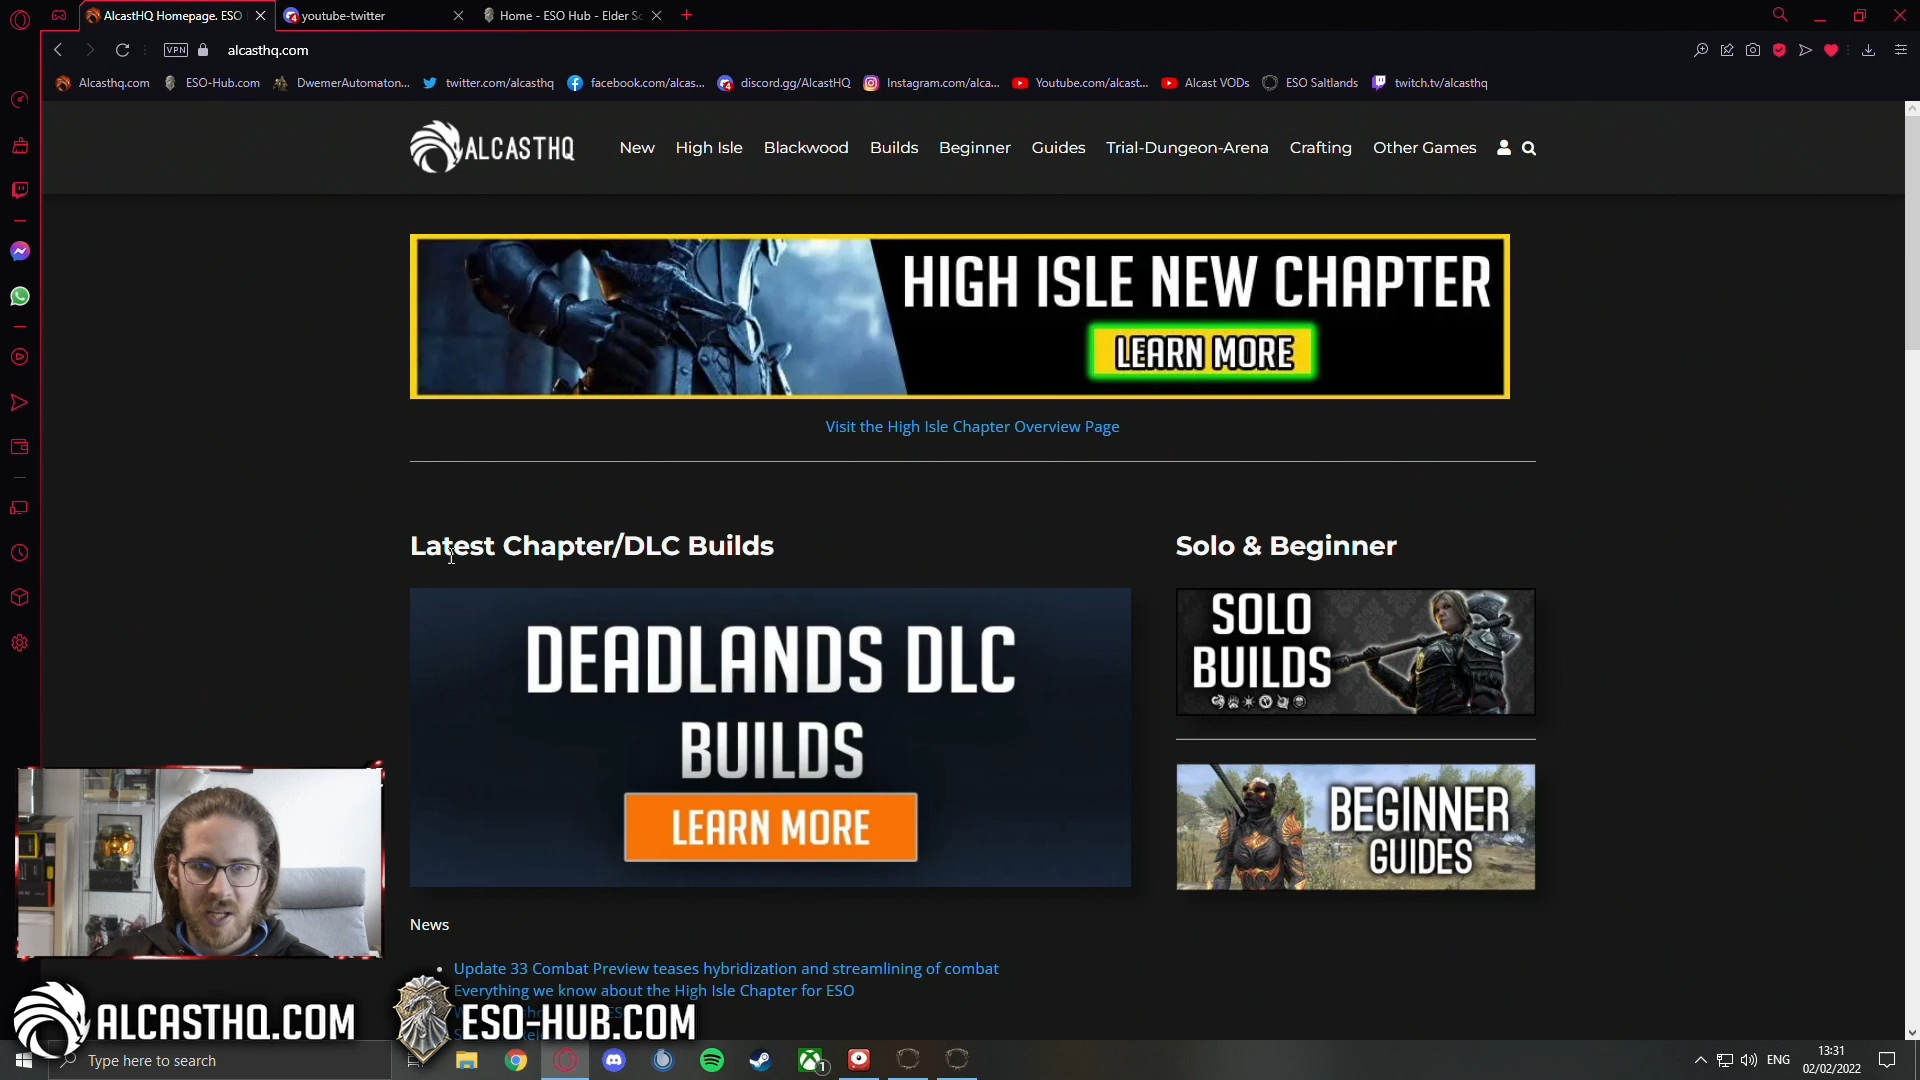 AlcastHQ Homepage. ESO
youtube-twitter
Home - ESO Hub - Elder Sc
VPN
alcasthq.com
Alcasthq.com
ESO-Hub.com
DwemerAutomaton...
twitter.com/alcasthq
facebook.com/alcas...
discord.gg/AlcastHQ
Instagram.com/alca...
Youtube.com/alcast...
Alcast VODs
ESO Saltlands
twitch.tv/alcasthq
ALCASTHQ
New
High Isle
Blackwood
Builds
Beginner
Guides
Trial-Dungeon-Arena
Crafting
Other Games
HIGH ISLE NEW CHAPTER
LEARN MORE
Visit the High Isle Chapter Overview Page
Latest Chapter/DLC Builds
Solo & Beginner
DEADLANDS DLC
BUILDS
LEARN MORE
SOLO
BUILDS
BEGINNER
GUIDES
News
Update 33 Combat Preview teases hybridization and streamlining of combat
Everything we know about the High Isle Chapter for ESO
ALCASTHQ.COM
ESO-HUB.COM
Type here to search
1
ENG
13:31
02/02/2022